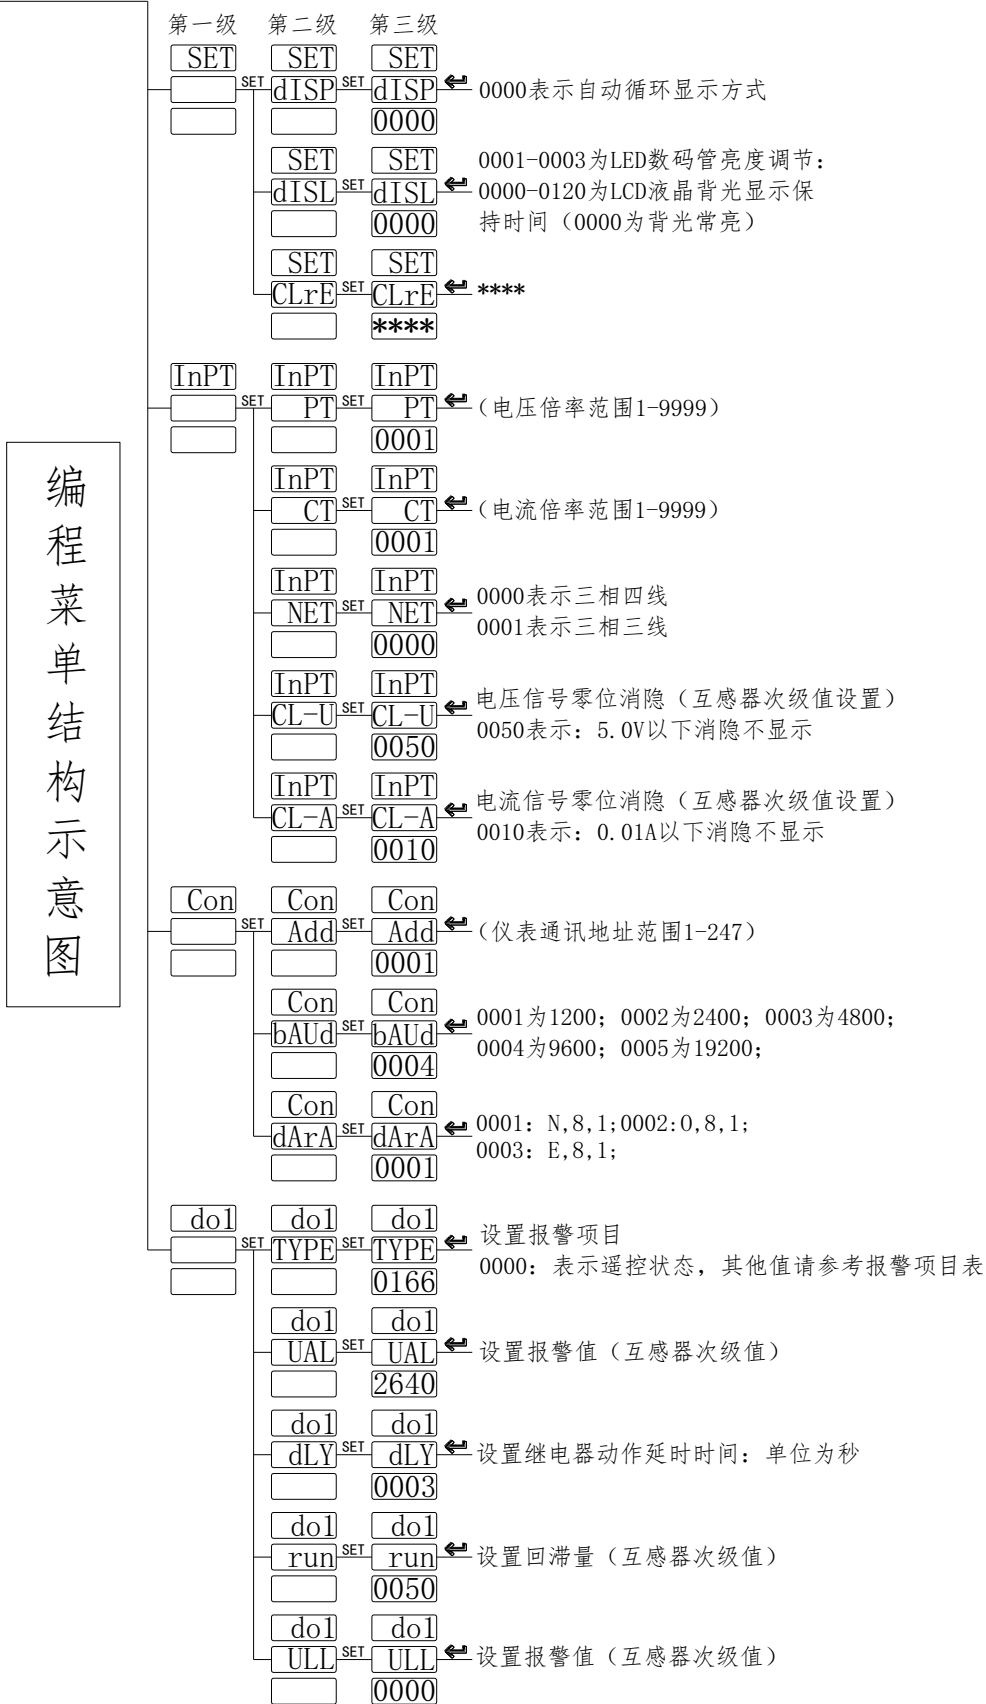 第一级 第二级 第三级
SET SET SET
SET dISP SET dISP 0000表示自动循环显示方式
0000
SET SET 0001-0003为LED数码管亮度调节:
dISL SET dISL 0000-0120为LCD液晶背光显示保
0000 持时间（0000为背光常亮）
SET SET
CLrE SET CLrE ****
****
InPT InPT InPT
SET PT SET PT （电压倍率范围1-9999）
0001
InPT InPT
CT SET CT （电流倍率范围1-9999）
0001
InPT InPT 0000表示三相四线
NET SET NET 0001表示三相三线
0000
InPT InPT 电压信号零位消隐（互感器次级值设置）
CL-U SET CL-U 0050表示: 5.0V以下消隐不显示
0050
InPT InPT 电流信号零位消隐（互感器次级值设置）
CL-A SET CL-A 0010表示: 0.01A以下消隐不显示
0010
Con Con Con
SET Add SET Add （仪表通讯地址范围1-247）
0001
Con Con 0001为1200; 0002为2400; 0003为4800;
bAUd SET bAUd 0004为9600; 0005为19200;
0004
Con Con 0001: N,8,1;0002:O,8,1;
dArA SET dArA 0003: E,8,1;
0001
do1 do1 do1 设置报警项目
SET TYPE SET TYPE 0000: 表示遥控状态, 其他值请参考报警项目表
0166
do1 do1
UAL SET UAL 设置报警值（互感器次级值）
2640
do1 do1
dLY SET dLY 设置继电器动作延时时间: 单位为秒
0003
do1 do1
run SET run 设置回滞量（互感器次级值）
0050
do1 do1
ULL SET ULL 设置报警值（互感器次级值）
0000
编程菜单结构示意图